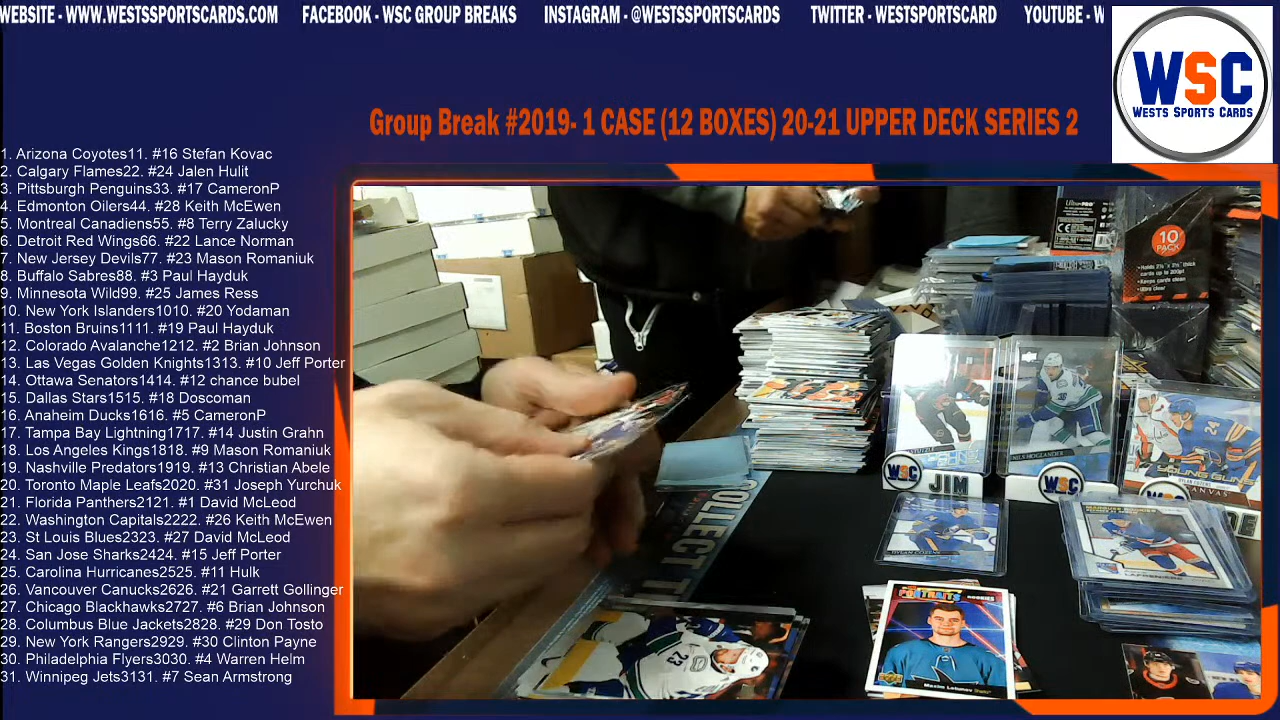 WEBSITE - WWW.WESTSSPORTSCARDS.COM FACEBOOK - WSC GROUP BREAKS INSTAGRAM - @WESTSSPORTSCARDS TWITTER - WESTSPORTSCARD YOUTUBE - W
WSC
WESTS SPORTS CARDS
Group Break #2019- 1 CASE (12 BOXES) 20-21 UPPER DECK SERIES 2
1. Arizona Coyotes11. #16 Stefan Kovac
2. Calgary Flames22. #24 Jalen Hulit
3. Pittsburgh Penguins33. #17 CameronP
4. Edmonton Oilers44. #28 Keith McEwen
5. Montreal Canadiens55. #8 Terry Zalucky
6. Detroit Red Wings66. #22 Lance Norman
7. New Jersey Devils77. #23 Mason Romaniuk
8. Buffalo Sabres88. #3 Paul Hayduk
9. Minnesota Wild99. #25 James Ress
10. New York Islanders1010. #20 Yodaman
11. Boston Bruins1111. #19 Paul Hayduk
12. Colorado Avalanche1212. #2 Brian Johnson
13. Las Vegas Golden Knights1313. #10 Jeff Porter
14. Ottawa Senators1414. #12 chance bubel
15. Dallas Stars1515. #18 Doscoman
16. Anaheim Ducks1616. #5 CameronP
17. Tampa Bay Lightning1717. #14 Justin Grahn
18. Los Angeles Kings1818. #9 Mason Romaniuk
19. Nashville Predators1919. #13 Christian Abele
20. Toronto Maple Leafs2020. #31 Joseph Yurchuk
21. Florida Panthers2121. #1 David McLeod
22. Washington Capitals2222. #26 Keith McEwen
23. St Louis Blues2323. #27 David McLeod
24. San Jose Sharks2424. #15 Jeff Porter
25. Carolina Hurricanes2525. #11 Hulk
26. Vancouver Canucks2626. #21 Garrett Gollinger
27. Chicago Blackhawks2727. #6 Brian Johnson
28. Columbus Blue Jackets2828. #29 Don Tosto
29. New York Rangers2929. #30 Clinton Payne
30. Philadelphia Flyers3030. #4 Warren Helm
31. Winnipeg Jets3131. #7 Sean Armstrong
10
PACK
WSC
JIM
WSC
YOUNG GUNS
CANVAS
COLLECT
23
24
PORTRAITS
ROOKIES
Maxim Letunov